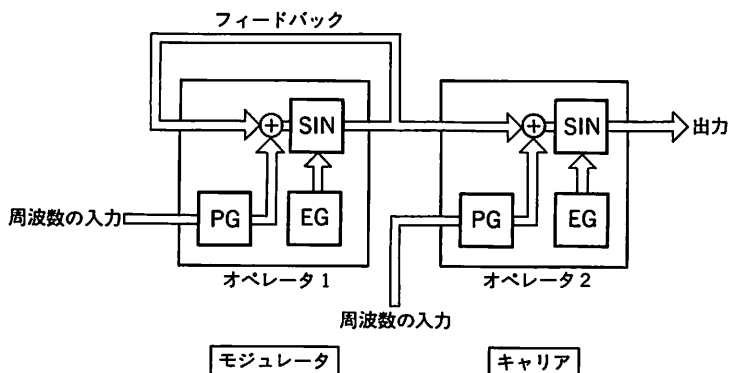 フィードバック
SIN
SIN
出力
周波数の入力
PG
EG
PG
EG
オペレータ1
オペレータ2
周波数の入力
モジュレータ
キャリア